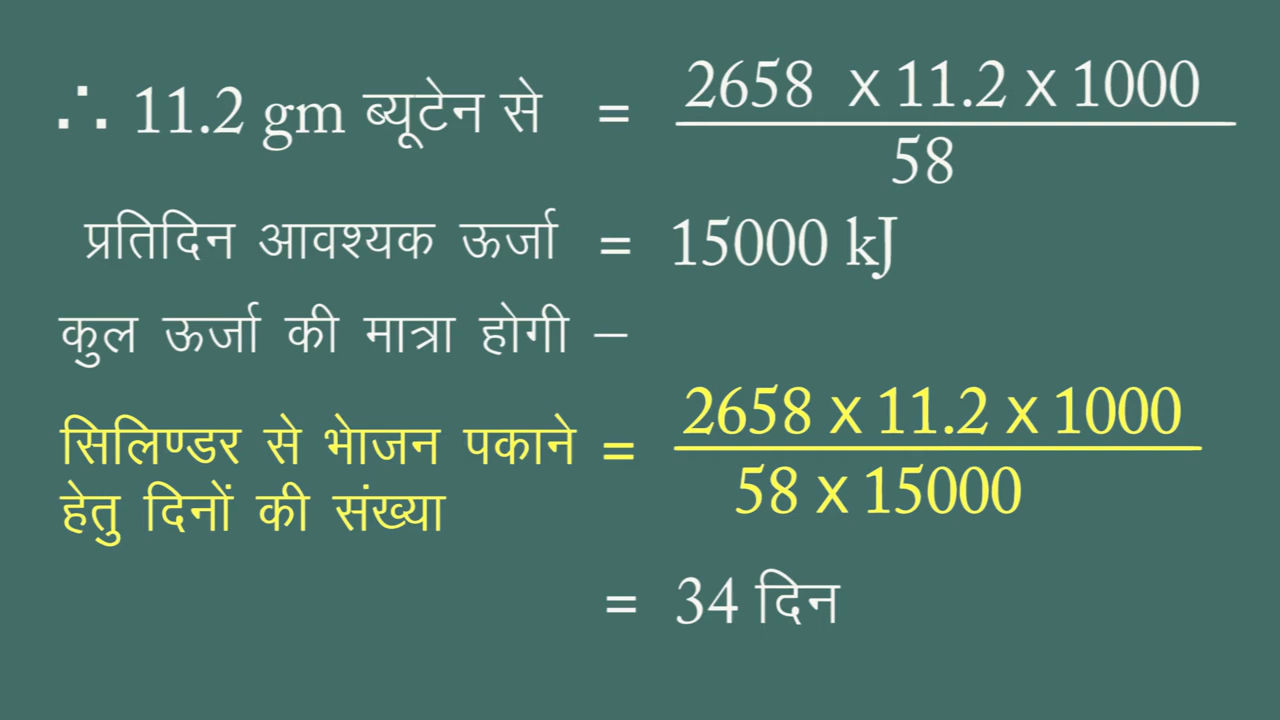 ∴ 11.2 gm ब्यूटेन से = 2658 x 11.2 x 1000
58
प्रतिदिन आवश्यक ऊर्जा = 15000 kJ
कुल ऊर्जा की मात्रा होगी –
सिलिण्डर से भेाजन पकाने = 2658 x 11.2 x 1000
हेतु दिनों की संख्या 58 x 15000
= 34 दिन